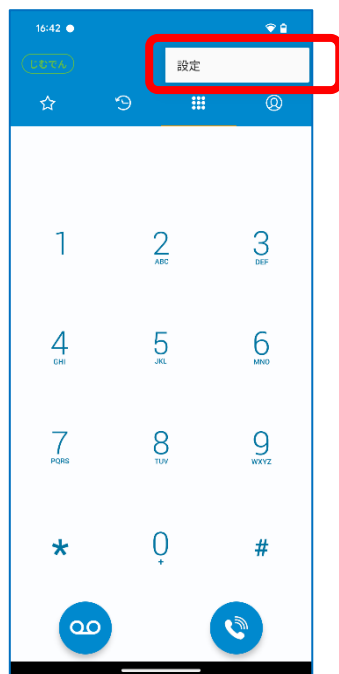 16:42
じむでん
設定
1 2 3
ABC DEF
4 5 6
GHI JKL MNO
7 8 9
PQRS TUV WXYZ
* 0 #
+